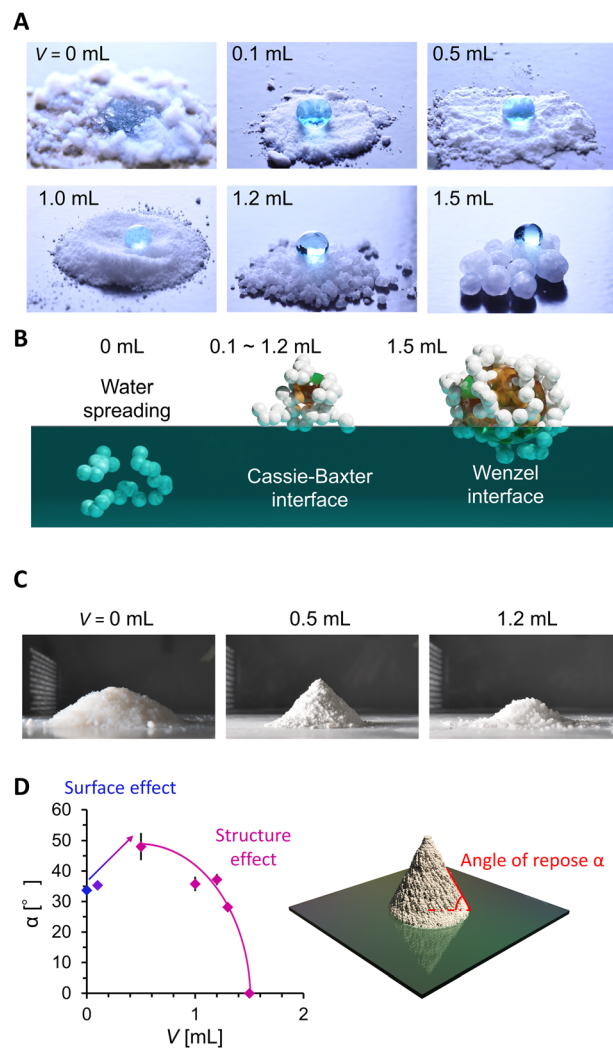 A
V = 0 mL
0.1 mL
0.5 mL
1.0 mL
1.2 mL
1.5 mL
B
0 mL
0.1 ~ 1.2 mL
1.5 mL
Water
spreading
Cassie-Baxter
interface
Wenzel
interface
C
V = 0 mL
0.5 mL
1.2 mL
D
Surface effect
60
50
40
30
20
10
0
α [°]
Structure
effect
0
1
2
V [mL]
Angle of repose α